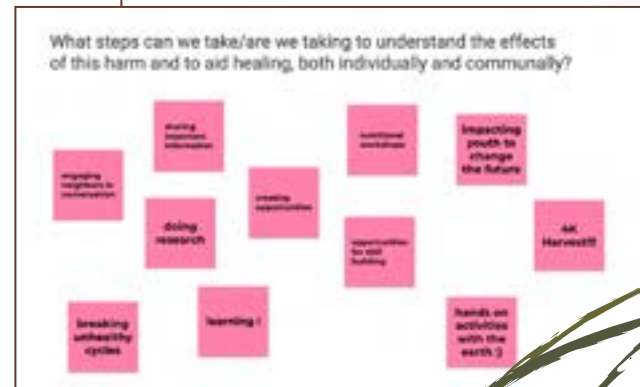 What steps can we take/are we taking to understand the effects
of this harm and to aid healing, both individually and communally?
sharing
important
information
nutritional
workshops
impacting
youth to
change
the future
engaging
neighbors in
conversation
creating
opportunities
doing
research
opportunities
for skill
building
4K
Harvest!!!
breaking
unhealthy
cycles
learning !
hands on
activities
with the
earth :)